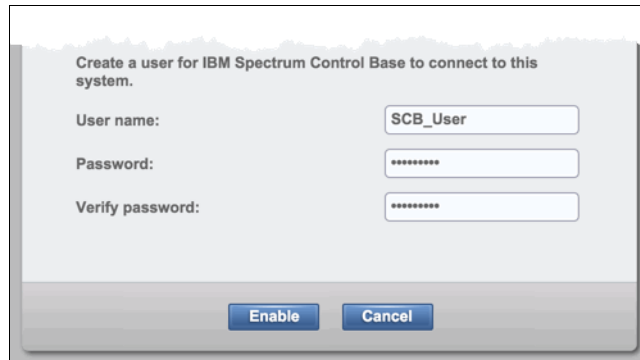 Create a user for IBM Spectrum Control Base to connect to this
system.
User name: SCB_User
Password: •••••••••
Verify password: •••••••••
Enable Cancel